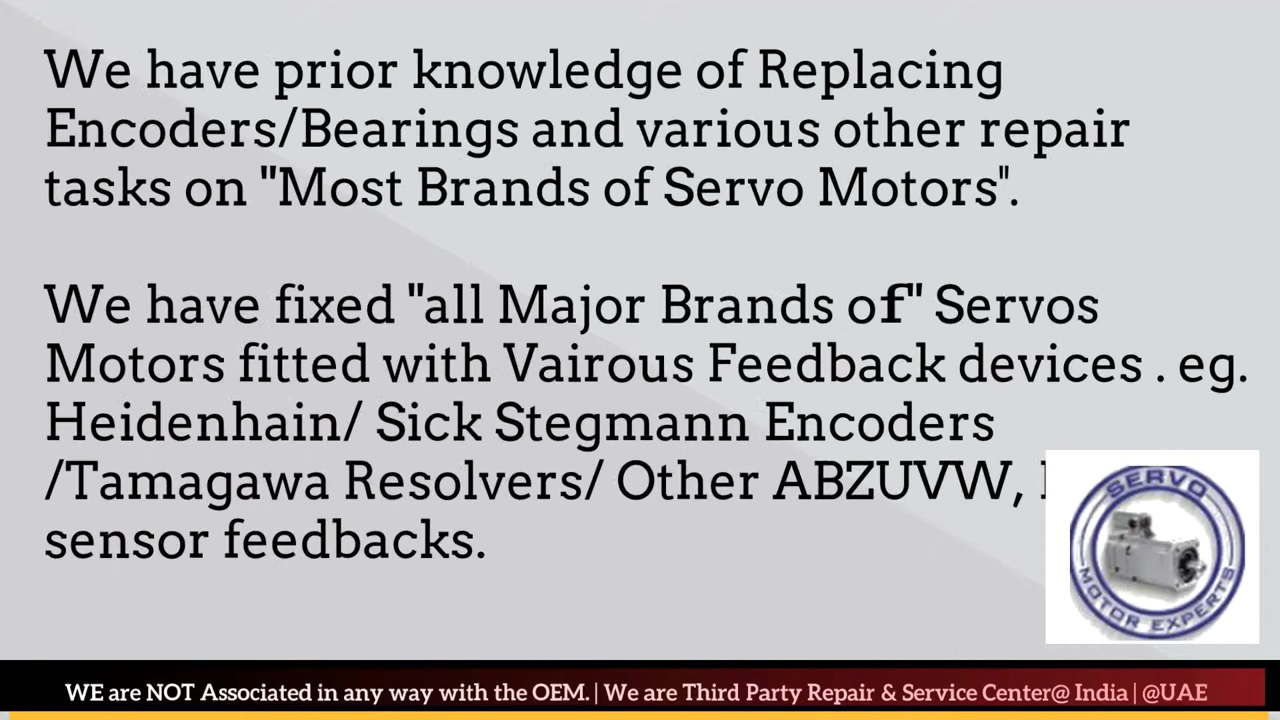 We have prior knowledge of Replacing
Encoders/Bearings and various other repair
tasks on "Most Brands of Servo Motors".
We have fixed "all Major Brands of" Servos
Motors fitted with Vairous Feedback devices . eg.
Heidenhain/ Sick Stegmann Encoders
/Tamagawa Resolvers/ Other ABZUVW,
sensor feedbacks.
SERVO
MOTOR EXPERTS
WE are NOT Associated in any way with the OEM. | We are Third Party Repair & Service Center@ India | @UAE